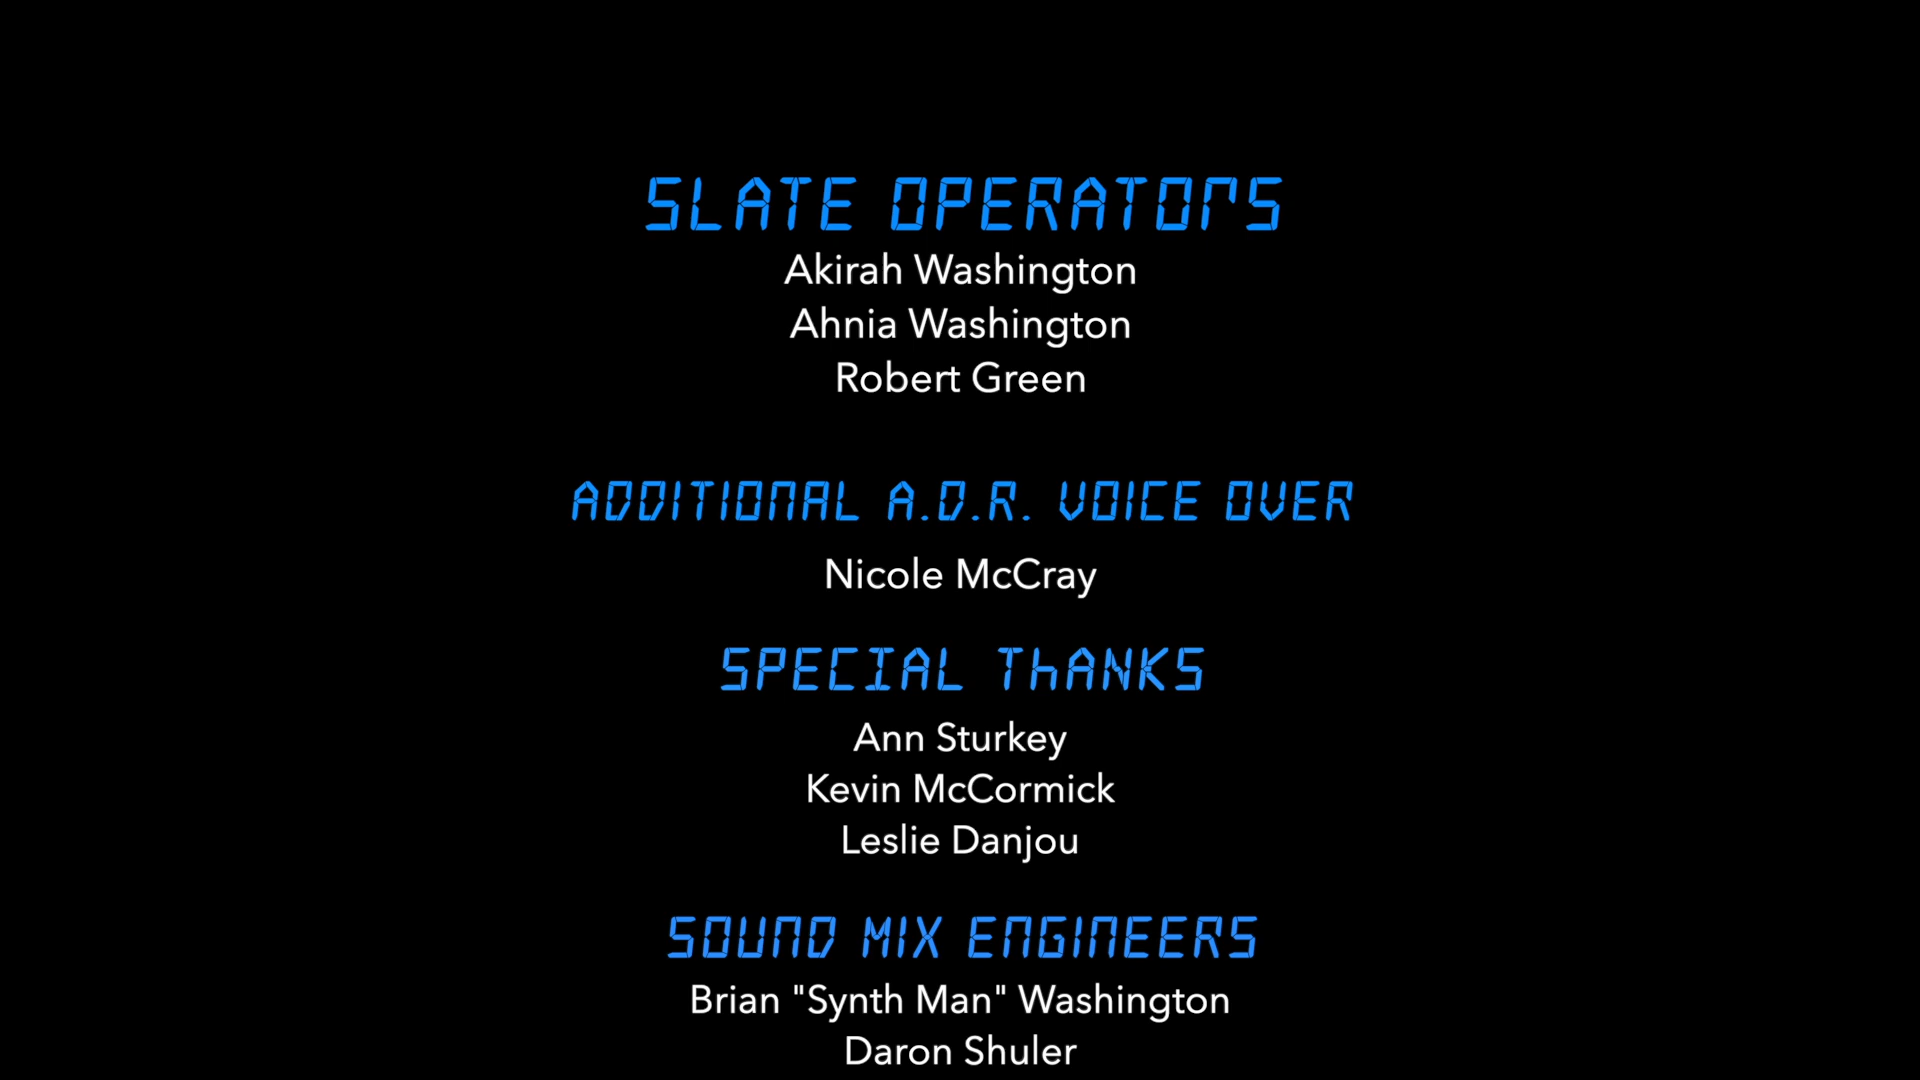 SLATE OPERATOrS
Akirah Washington
Ahnia Washington
Robert Green
ADDITIONAL A.D.R. VOICE OVER
Nicole McCray
SPECIAL ThANKS
Ann Sturkey
Kevin McCormick
Leslie Danjou
SOUND MIX ENGINEERS
Brian "Synth Man" Washington
Daron Shuler